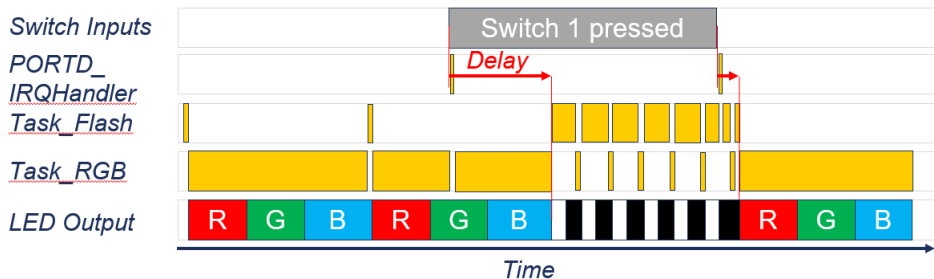 Switch Inputs
Switch 1 pressed
PORTD_
IRQHandler
Delay
Task_Flash
Task_RGB
LED Output
R G B R G B R G B
Time